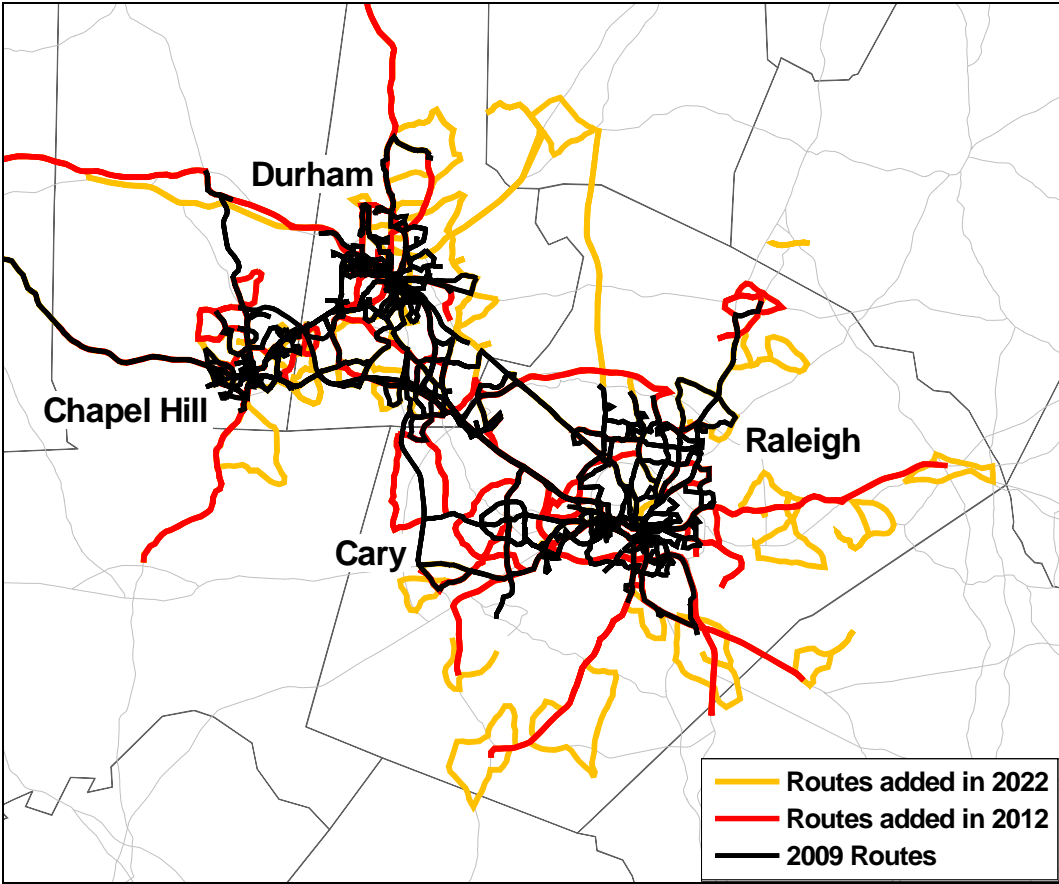 Durham
Chapel Hill
Raleigh
Cary
Routes added in 2022
Routes added in 2012
2009 Routes